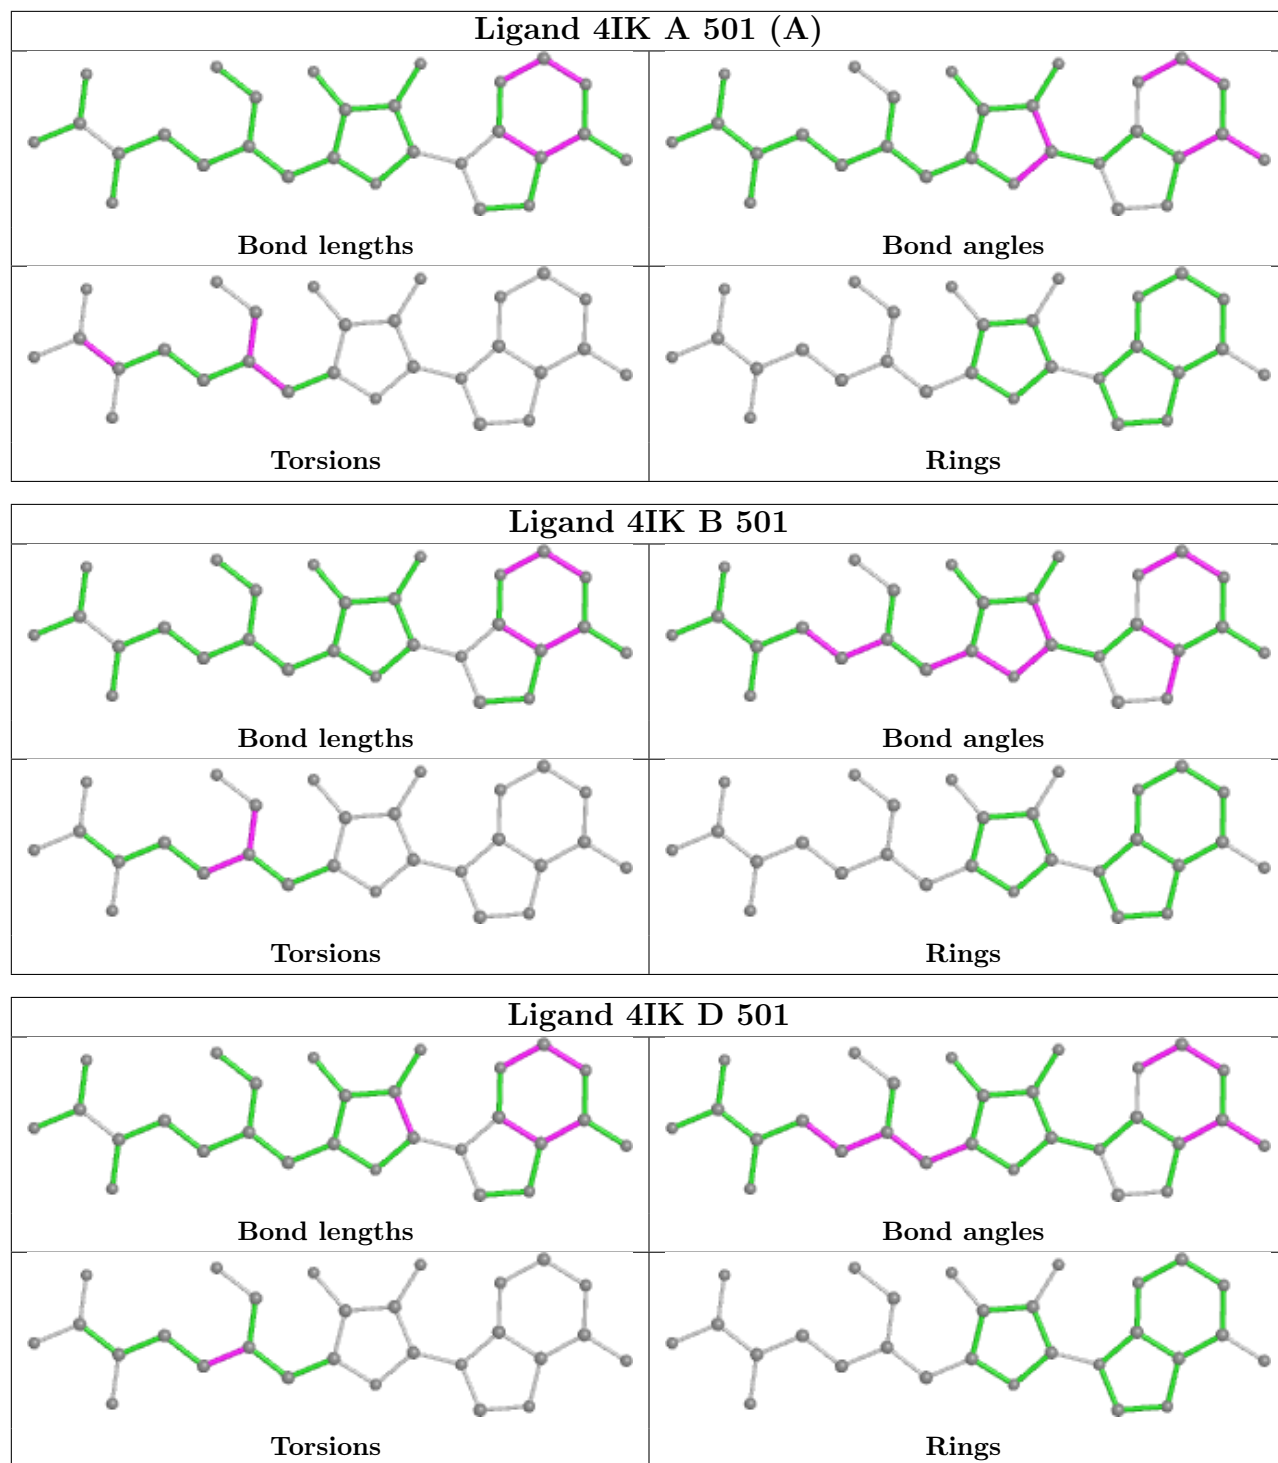 Ligand 4IK A 501 (A)
Bond lengths
Bond angles
Torsions
Rings
Ligand 4IK B 501
Bond lengths
Bond angles
Torsions
Rings
Ligand 4IK D 501
Bond lengths
Bond angles
Torsions
Rings